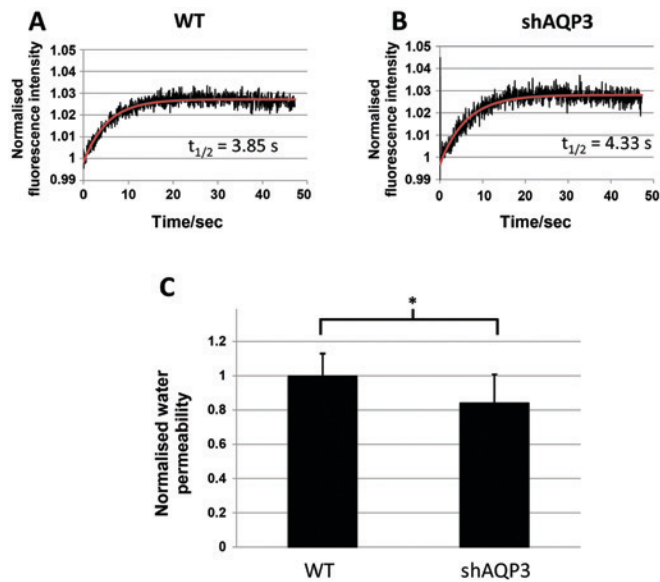 A
WT
Normalised
fluorescence intensity
1.05
1.04
1.03
1.02
1.01
1
0.99
t1/2 = 3.85 s
0
10
20
30
40
50
Time/sec
B
shAQP3
Normalised
fluorescence intensity
1.05
1.04
1.03
1.02
1.01
1
0.99
t1/2 = 4.33 s
0
10
20
30
40
50
Time/sec
C
*
Normalised water
permeability
1.2
1
0.8
0.6
0.4
0.2
0
WT
shAQP3